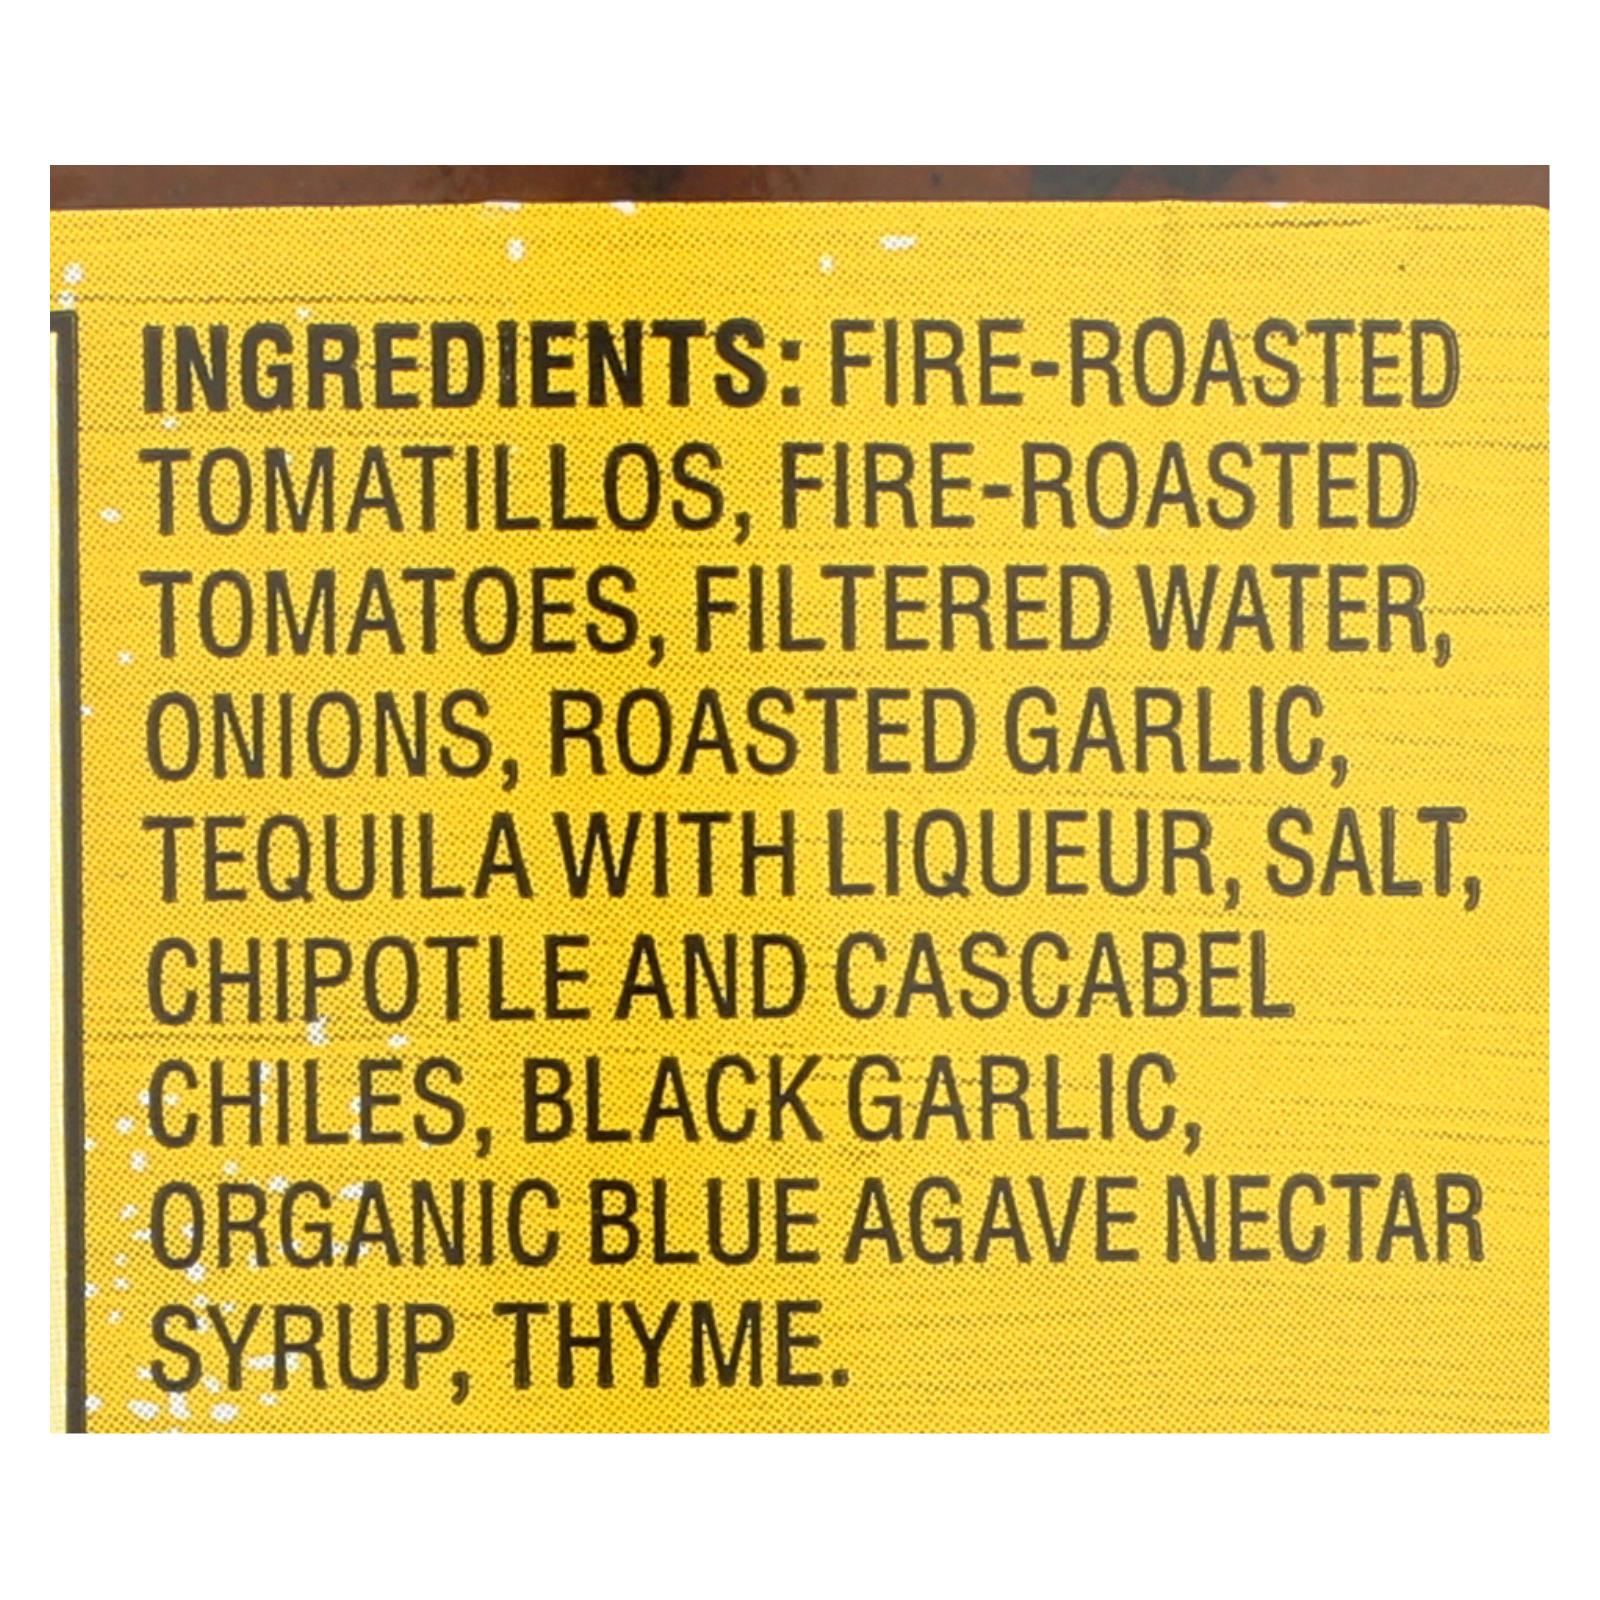 INGREDIENTS: FIRE-ROASTED
TOMATILLOS, FIRE-ROASTED
TOMATOES, FILTERED WATER,
ONIONS, ROASTED GARLIC,
TEQUILA WITH LIQUEUR, SALT,
CHIPOTLE AND CASCABEL
CHILES, BLACK GARLIC,
ORGANIC BLUE AGAVE NECTAR
SYRUP, THYME.